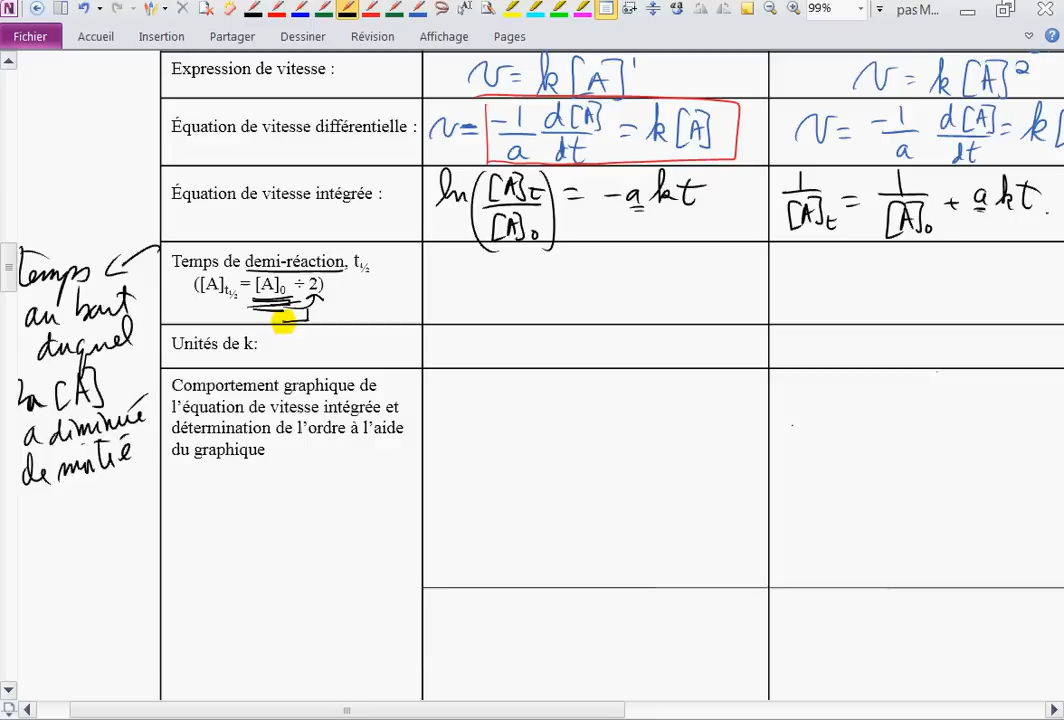 99% pas M...
Fichier Accueil Insertion Partager Dessiner Révision Affichage Pages
Expression de vitesse : v = k [A]¹ v = k [A]²
Équation de vitesse différentielle : v = -1/a d[A]/dt = k [A] v = -1/a d[A]/dt = k [
Équation de vitesse intégrée : ln([A]t/[A]0) = -akt 1/[A]t = 1/[A]0 + akt.
Temps de demi-réaction, t½
([A]t½ = [A]0 ÷ 2)
Temps
au bout
duquel
la [A]
a diminué
de moitié
Unités de k:
Comportement graphique de
l'équation de vitesse intégrée et
détermination de l'ordre à l'aide
du graphique